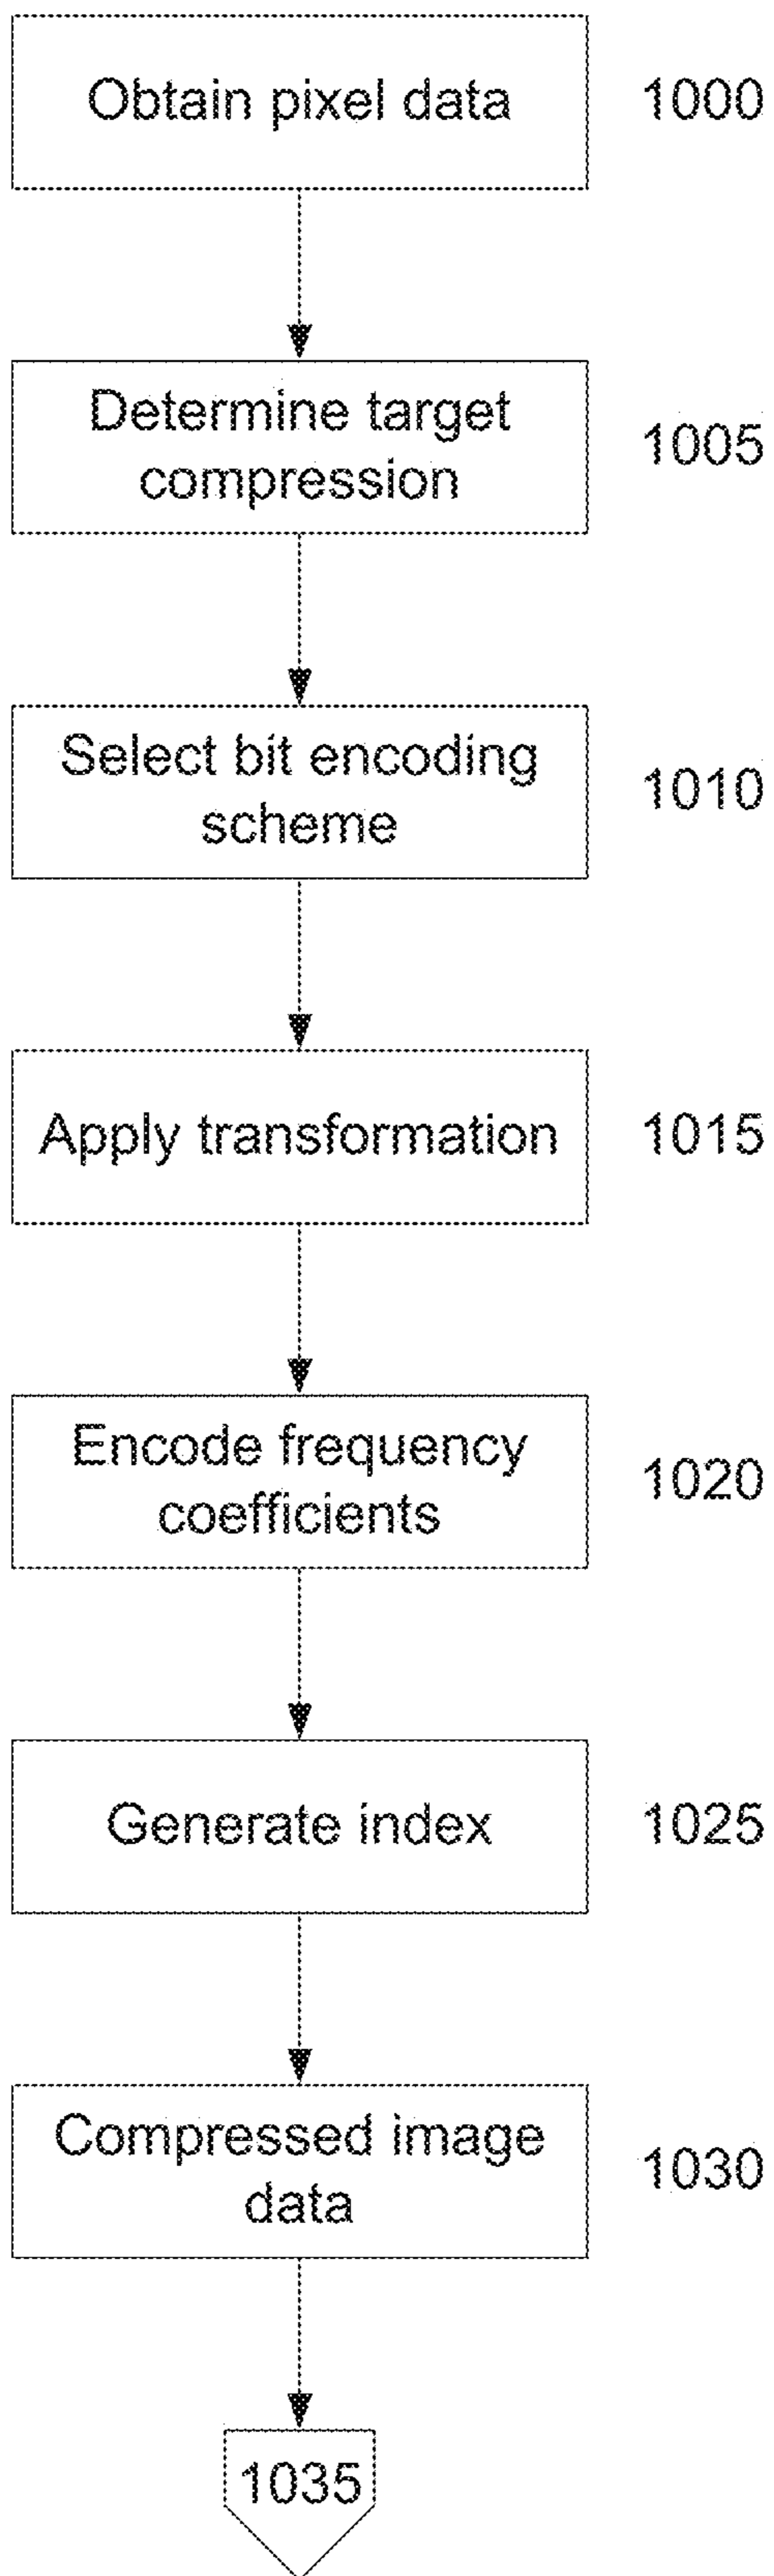 Obtain pixel data
1000
Determine target
compression
1005
Select bit encoding
scheme
1010
Apply transformation
1015
Encode frequency
coefficients
1020
Generate index
1025
Compressed image
data
1030
1035